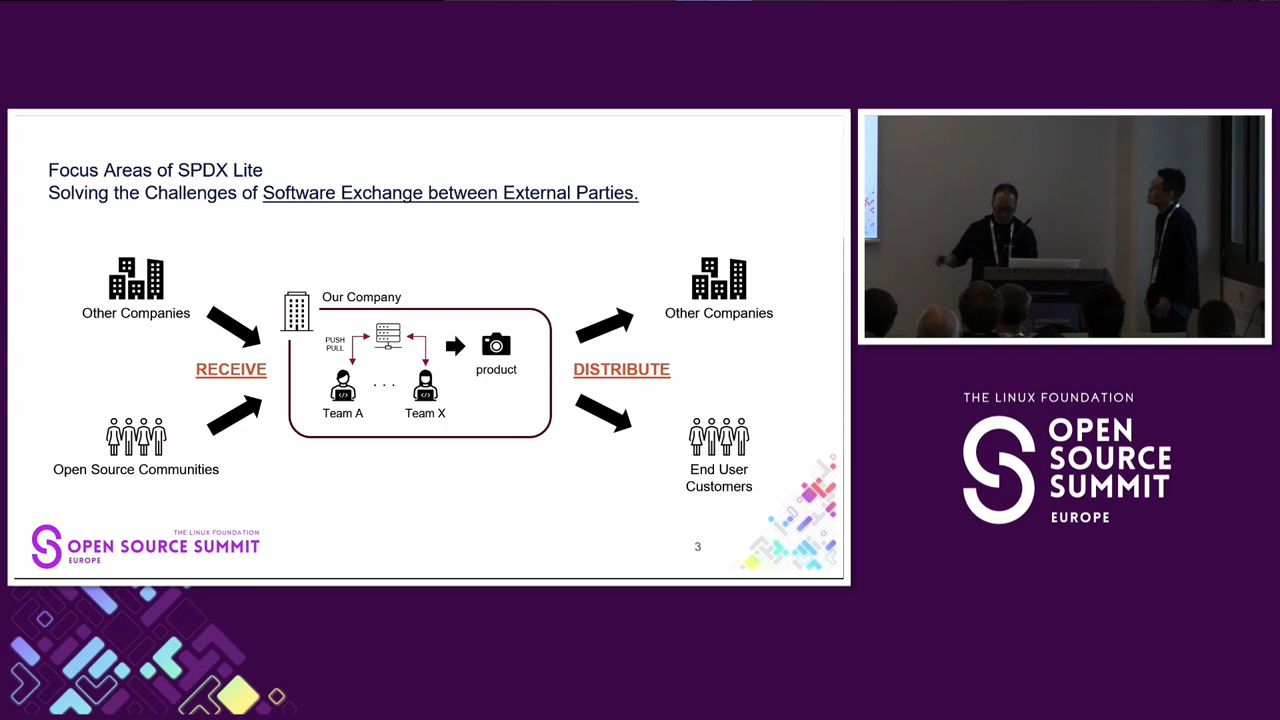 Focus Areas of SPDX Lite
Solving the Challenges of Software Exchange between External Parties.
Other Companies
RECEIVE
Open Source Communities
Our Company
PUSH
PULL
Team A
. . .
Team X
product
DISTRIBUTE
Other Companies
End User
Customers
THE LINUX FOUNDATION
OPEN SOURCE SUMMIT
EUROPE
3
THE LINUX FOUNDATION
OPEN
SOURCE
SUMMIT
EUROPE